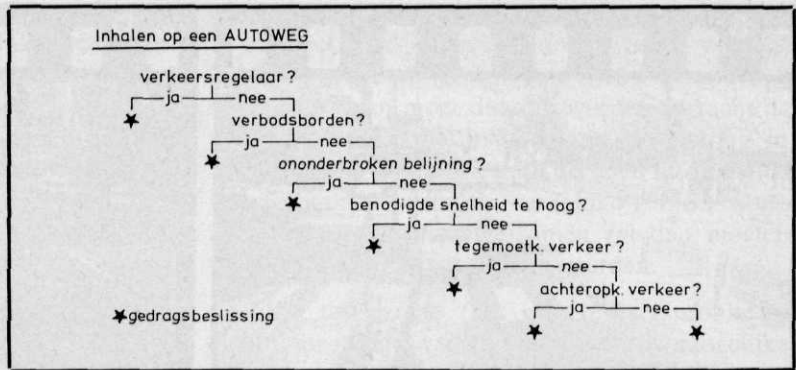 Inhalen op een AUTOWEG
verkeersregelaar?
ja nee
verbodsborden?
ja nee
ononderbroken belijning?
ja nee
benodigde snelheid te hoog?
ja nee
tegemoetk. verkeer?
ja nee
achteropk. verkeer?
ja nee
★gedragsbeslissing